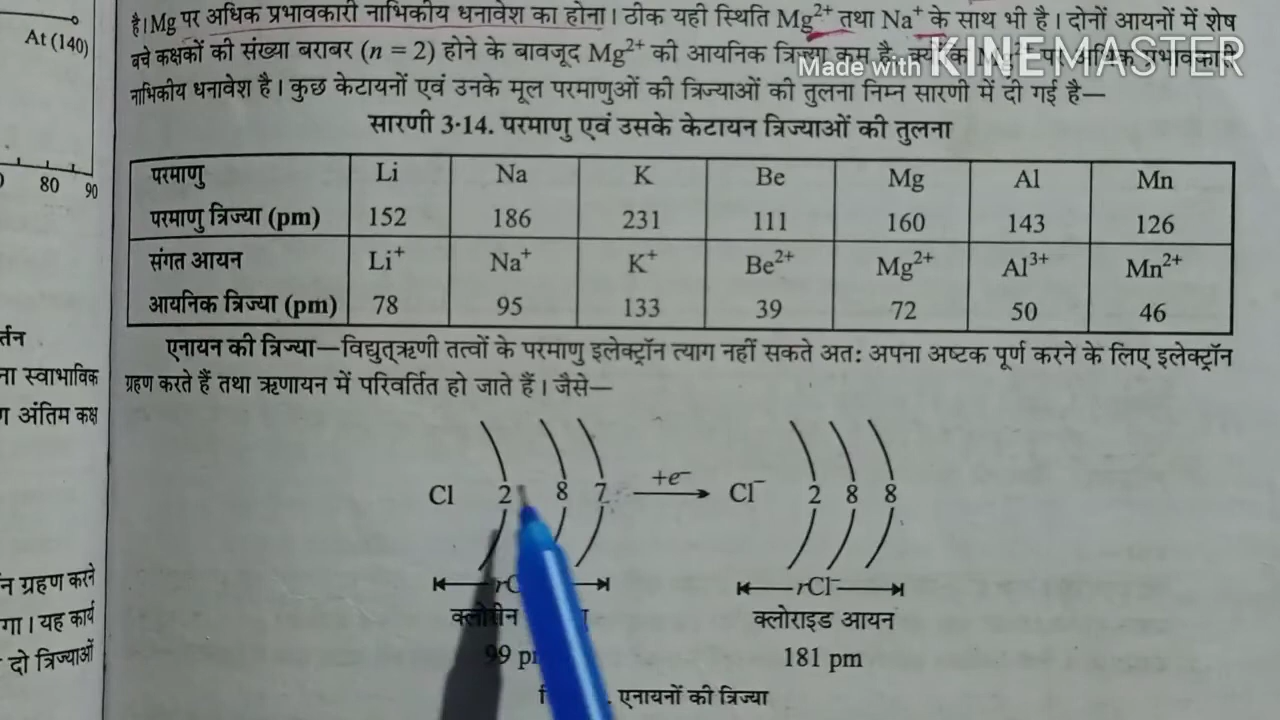 At (140)
80 90
र्तन
ना स्वाभाविक
ग अंतिम कक्ष
न ग्रहण करने
गा। यह कार्य
दो त्रिज्याओं
है। Mg पर अधिक प्रभावकारी नाभिकीय धनावेश का होना। ठीक यही स्थिति Mg²⁺ तथा Na⁺ के साथ भी है। दोनों आयनों में शेष
बचे कक्षकों की संख्या बराबर (n = 2) होने के बावजूद Mg²⁺ की आयनिक त्रिज्या कम है
Made with KINEMASTER
नाभिकीय धनावेश है। कुछ केटायनों एवं उनके मूल परमाणुओं की त्रिज्याओं की तुलना निम्न सारणी में दी गई है—
सारणी 3·14. परमाणु एवं उसके केटायन त्रिज्याओं की तुलना
परमाणु Li Na K Be Mg Al Mn
परमाणु त्रिज्या (pm) 152 186 231 111 160 143 126
संगत आयन Li⁺ Na⁺ K⁺ Be²⁺ Mg²⁺ Al³⁺ Mn²⁺
आयनिक त्रिज्या (pm) 78 95 133 39 72 50 46
एनायन की त्रिज्या—विद्युत्ऋणी तत्वों के परमाणु इलेक्ट्रॉन त्याग नहीं सकते अत: अपना अष्टक पूर्ण करने के लिए इलेक्ट्रॉन
ग्रहण करते हैं तथा ऋणायन में परिवर्तित हो जाते हैं। जैसे—
Cl 2 8 7 +e⁻ Cl⁻ 2 8 8
rCl⁻
क्लोरीन क्लोराइड आयन
99 181 pm
एनायनों की त्रिज्या